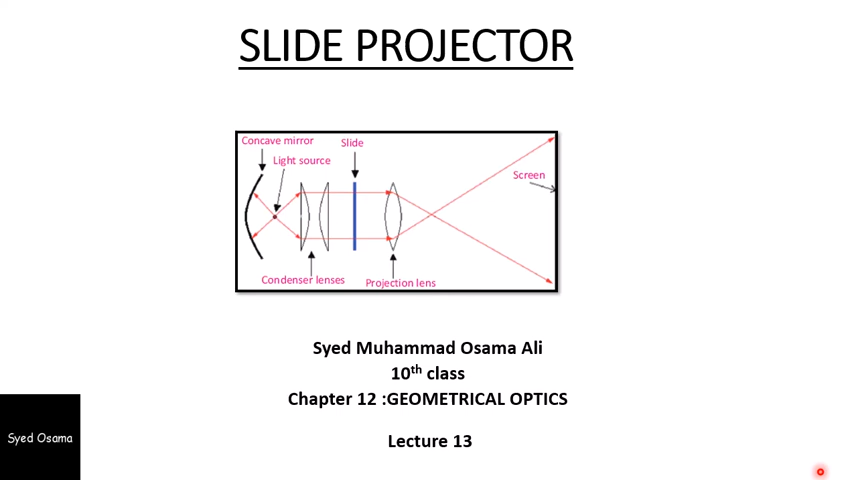 SLIDE PROJECTOR
Concave mirror
Slide
Light source
Screen
Condenser lenses
Projection lens
Syed Muhammad Osama Ali
10th class
Chapter 12 :GEOMETRICAL OPTICS
Syed Osama
Lecture 13